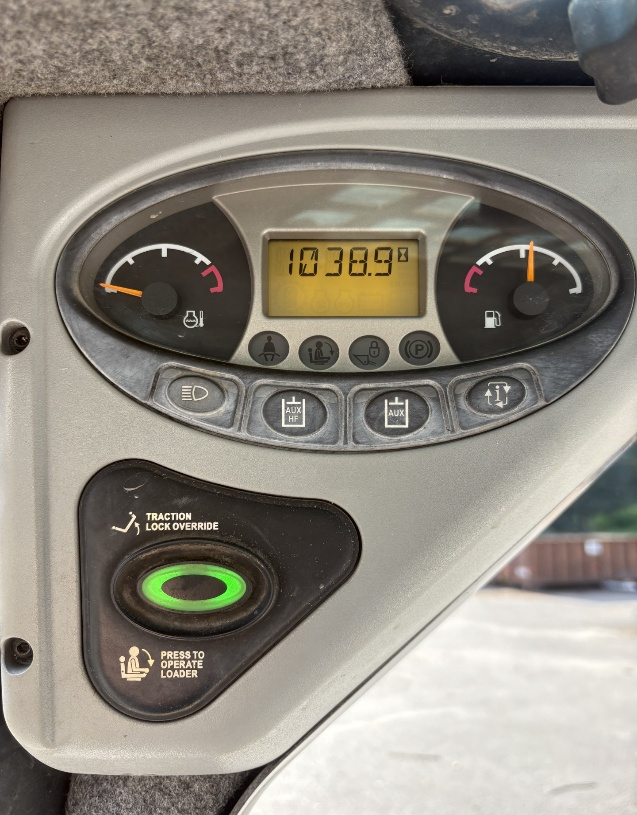 1038.9
P
AUX
HF
AUX
i
TRACTION
LOCK OVERRIDE
PRESS TO
OPERATE
LOADER